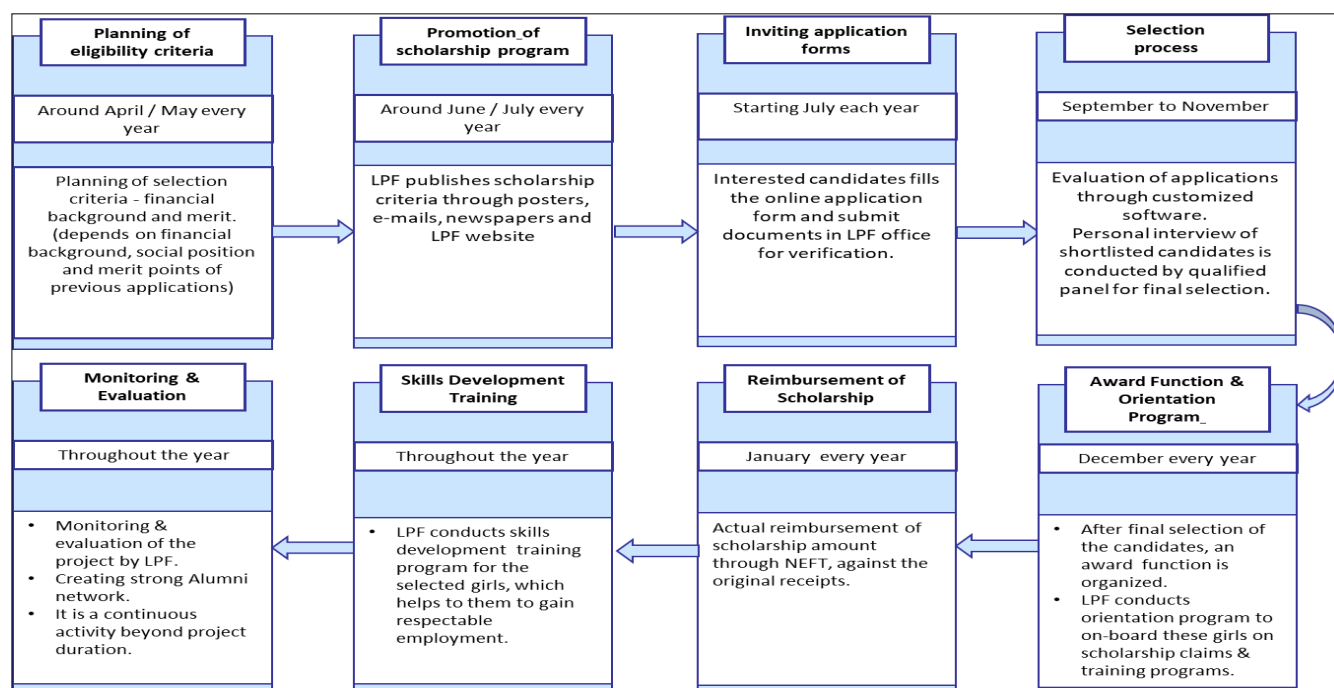 Planning of
eligibility criteria
Around April / May every
year
Planning of selection
criteria - financial
background and merit.
(depends on financial
background, social position
and merit points of
previous applications)
Promotion_of
scholarship program
Around June / July every
year
LPF publishes scholarship
criteria through posters,
e-mails, newspapers and
LPF website
Inviting application
forms
Starting July each year
Interested candidates fills
the online application
form and submit
documents in LPF office
for verification.
Selection
process
September to November
Evaluation of applications
through customized
software.
Personal interview of
shortlisted candidates is
conducted by qualified
panel for final selection.
Award Function &
Orientation
Program_
December every year
• After final selection of
the candidates, an
award function is
organized.
• LPF conducts
orientation program to
on-board these girls on
scholarship claims &
training programs.
Reimbursement of
Scholarship
January every year
Actual reimbursement of
scholarship amount
through NEFT, against the
original receipts.
Skills Development
Training
Throughout the year
• LPF conducts skills
development training
program for the
selected girls, which
helps to them to gain
respectable
employment.
Monitoring &
Evaluation
Throughout the year
• Monitoring &
evaluation of the
project by LPF.
• Creating strong Alumni
network.
• It is a continuous
activity beyond project
duration.